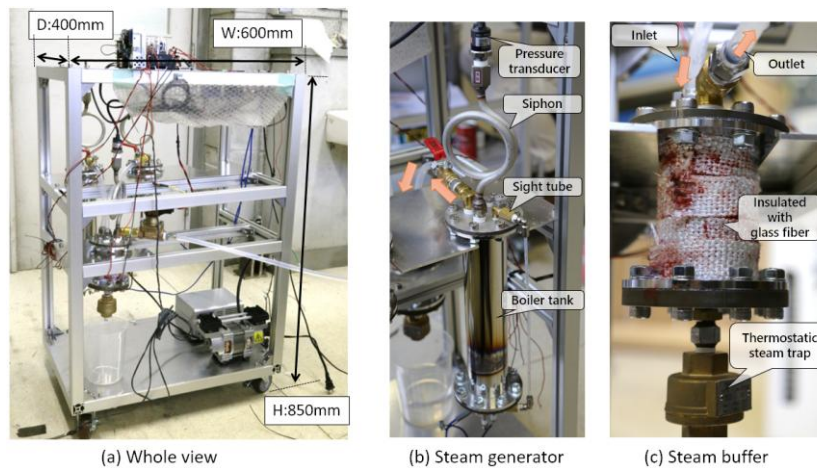 D:400mm
W:600mm
H:850mm
(a) Whole view
Pressure
transducer
Siphon
Sight tube
Boiler tank
(b) Steam generator
Inlet
Outlet
Insulated
with
glass fiber
Thermostatic
steam trap
(c) Steam buffer